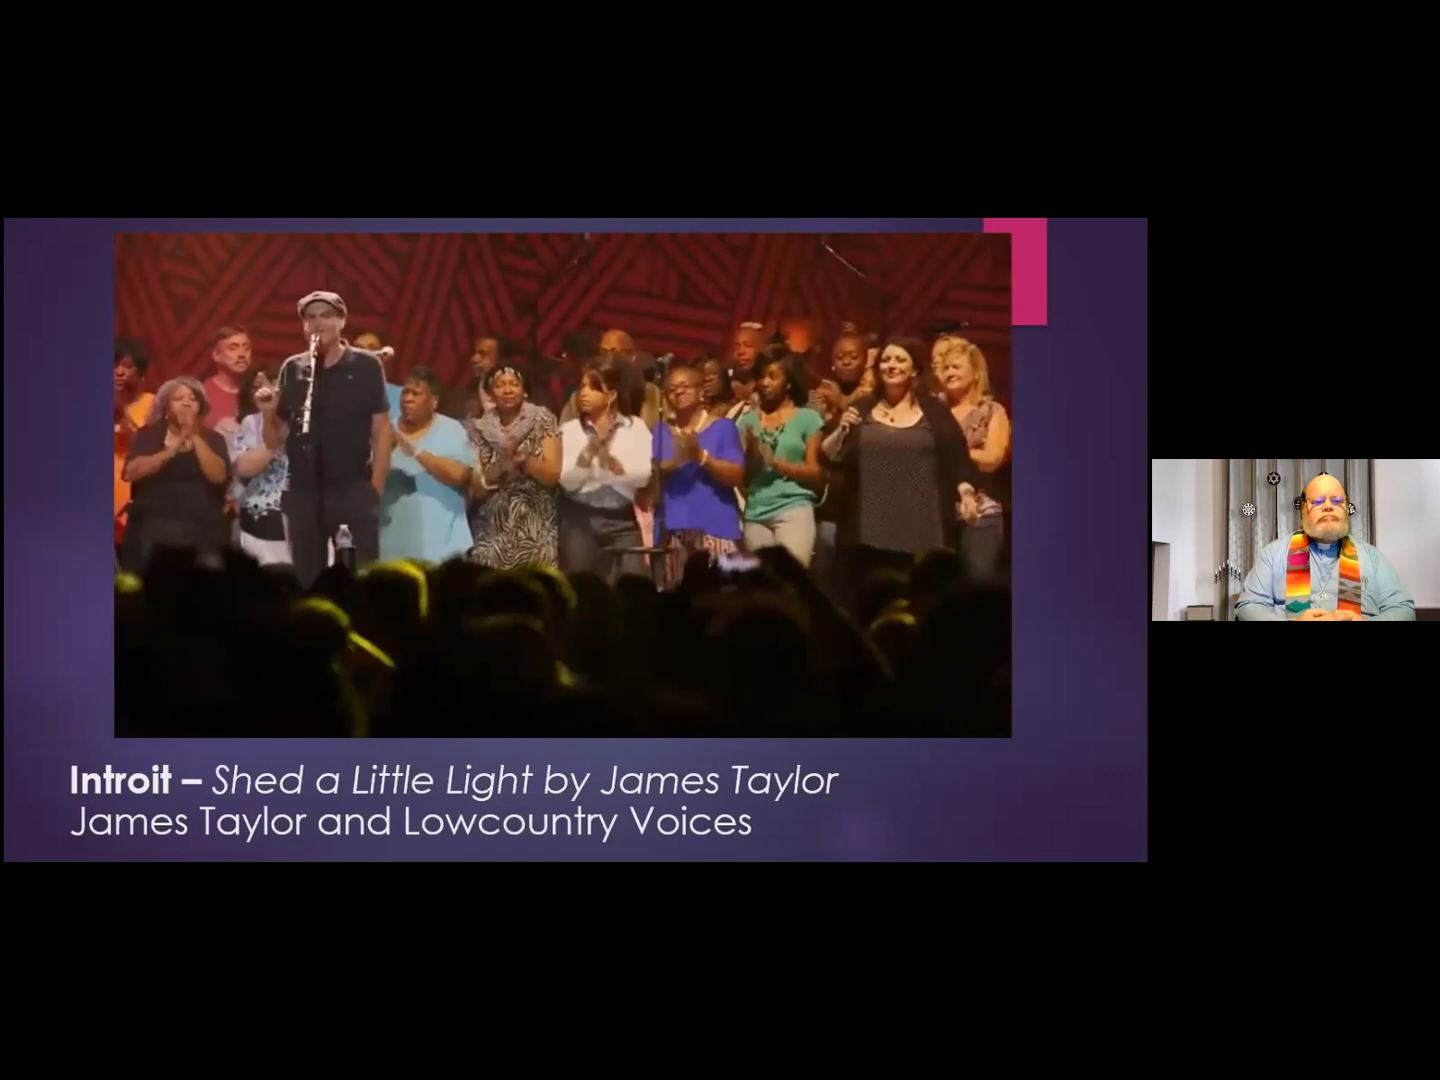 Introit – Shed a Little Light by James Taylor
James Taylor and Lowcountry Voices